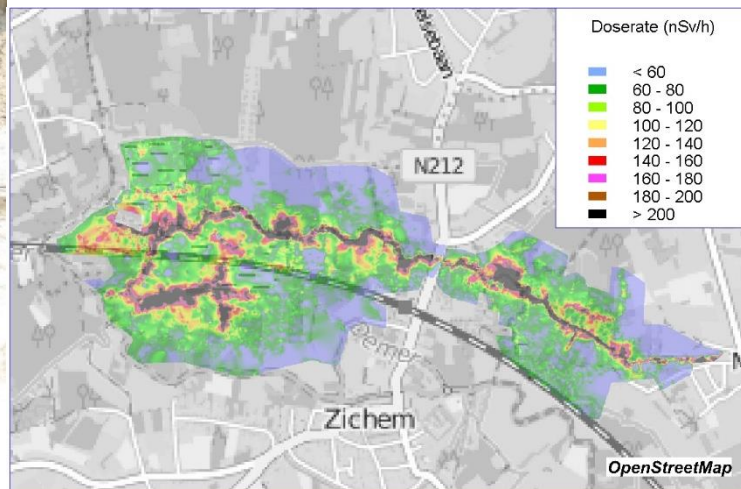 Doserate (nSv/h)
< 60
60 - 80
80 - 100
100 - 120
120 - 140
140 - 160
160 - 180
180 - 200
> 200
N212
Demer
Zichem
OpenStreetMap